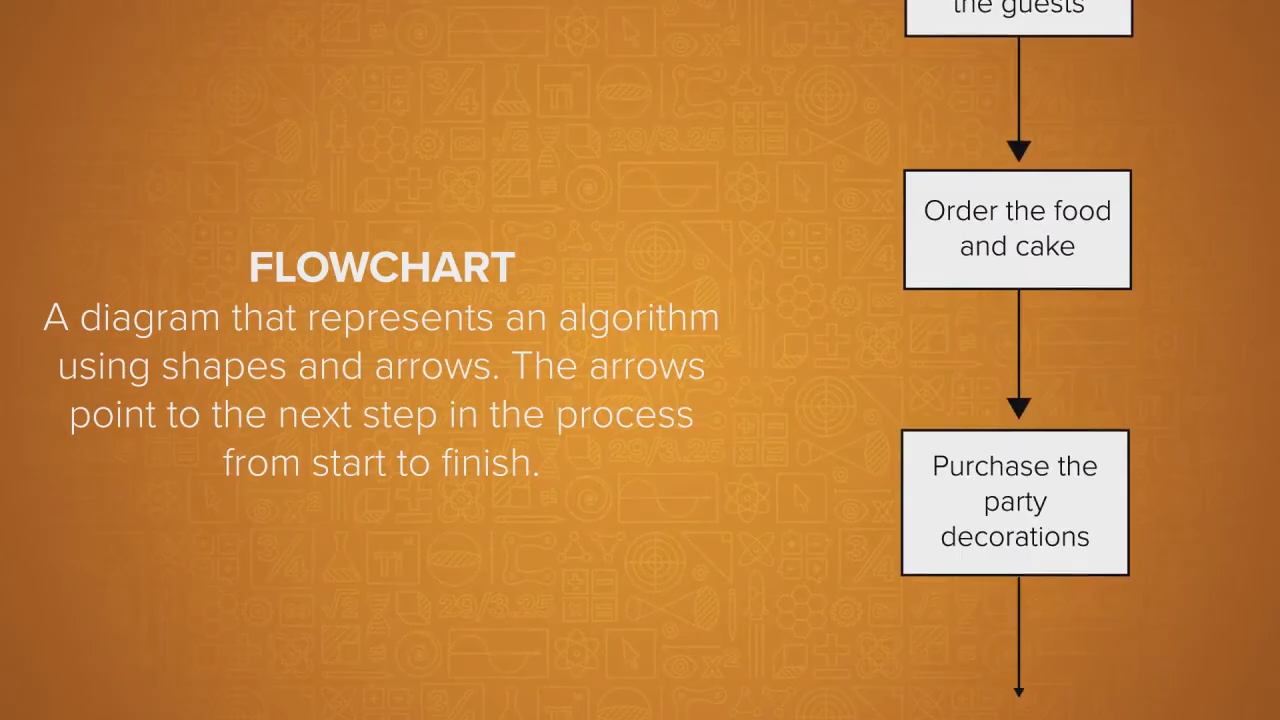 the guests
Order the food
and cake
FLOWCHART
A diagram that represents an algorithm
using shapes and arrows. The arrows
point to the next step in the process
from start to finish.
Purchase the
party
decorations